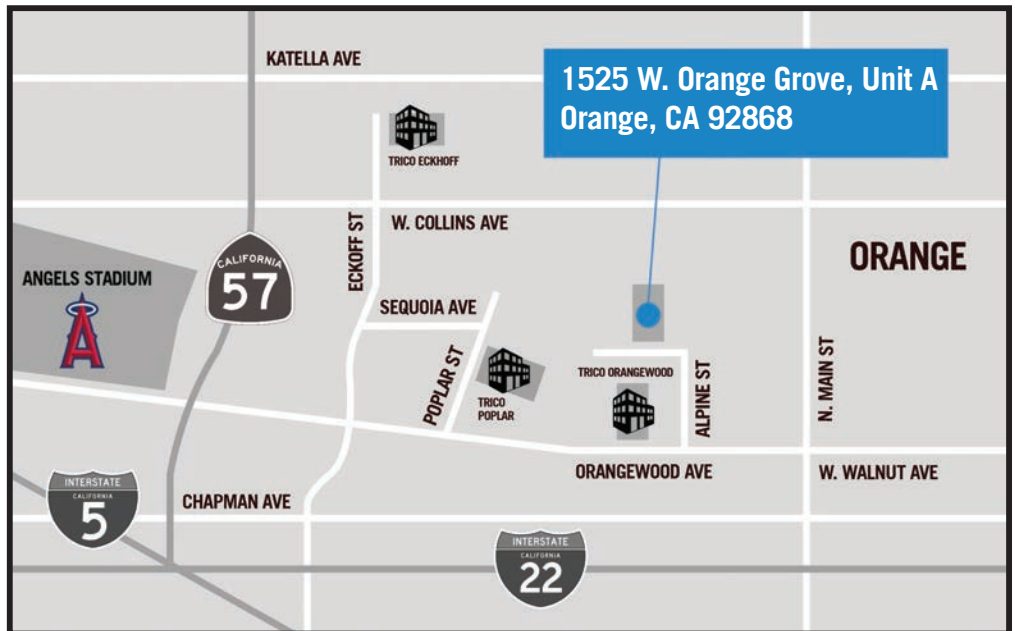 KATELLA AVE
1525 W. Orange Grove, Unit A
Orange, CA 92868
TRICO ECKHOFF
ECKOFF ST
W. COLLINS AVE
ORANGE
ANGELS STADIUM
A
CALIFORNIA
57
SEQUOIA AVE
POPLAR ST
TRICO
POPLAR
TRICO ORANGEWOOD
ALPINE ST
N. MAIN ST
ORANGEWOOD AVE
W. WALNUT AVE
INTERSTATE
CALIFORNIA
5
CHAPMAN AVE
INTERSTATE
CALIFORNIA
22